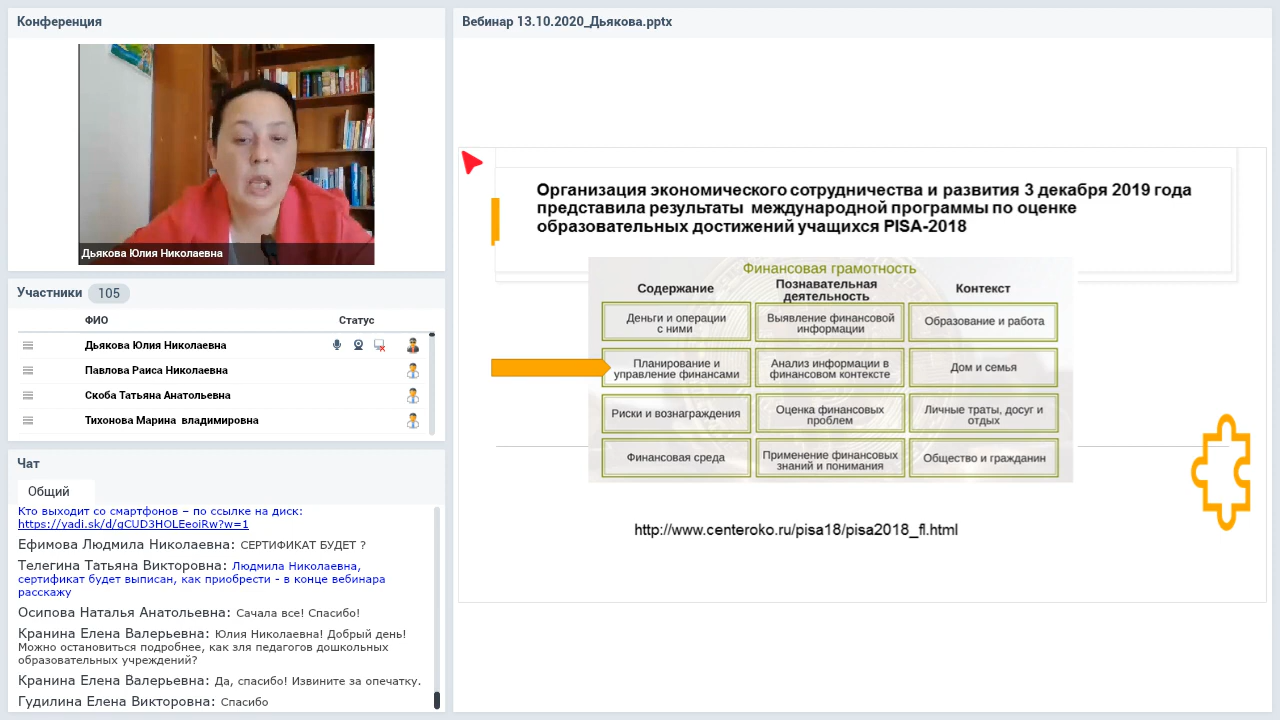 Конференция
Дьякова Юлия Николаевна
Участники 105
ФИО Статус
Дьякова Юлия Николаевна
Павлова Раиса Николаевна
Скоба Татьяна Анатольевна
Тихонова Марина владимировна
Чат
Общий
Кто выходит со смартфонов – по ссылке на диск:
https://yadi.sk/d/gCUD3HOLEeoiRw?w=1
Ефимова Людмила Николаевна: СЕРТИФИКАТ БУДЕТ ?
Телегина Татьяна Викторовна: Людмила Николаевна,
сертификат будет выписан, как приобрести - в конце вебинара
расскажу
Осипова Наталья Анатольевна: Сачала все! Спасибо!
Кранина Елена Валерьевна: Юлия Николаевна! Добрый день!
Можно остановиться подробнее, как зля педагогов дошкольных
образовательных учреждений?
Кранина Елена Валерьевна: Да, спасибо! Извините за опечатку.
Гудилина Елена Викторовна: Спасибо
Вебинар 13.10.2020_Дьякова.pptx
Организация экономического сотрудничества и развития 3 декабря 2019 года
представила результаты международной программы по оценке
образовательных достижений учащихся PISA-2018
Финансовая грамотность
Содержание
Познавательная
деятельность
Контекст
Деньги и операции
с ними
Выявление финансовой
информации
Образование и работа
Планирование и
управление финансами
Анализ информации в
финансовом контексте
Дом и семья
Риски и вознаграждения
Оценка финансовых
проблем
Личные траты, досуг и
отдых
Финансовая среда
Применение финансовых
знаний и понимания
Общество и гражданин
http://www.centeroko.ru/pisa18/pisa2018_fl.html